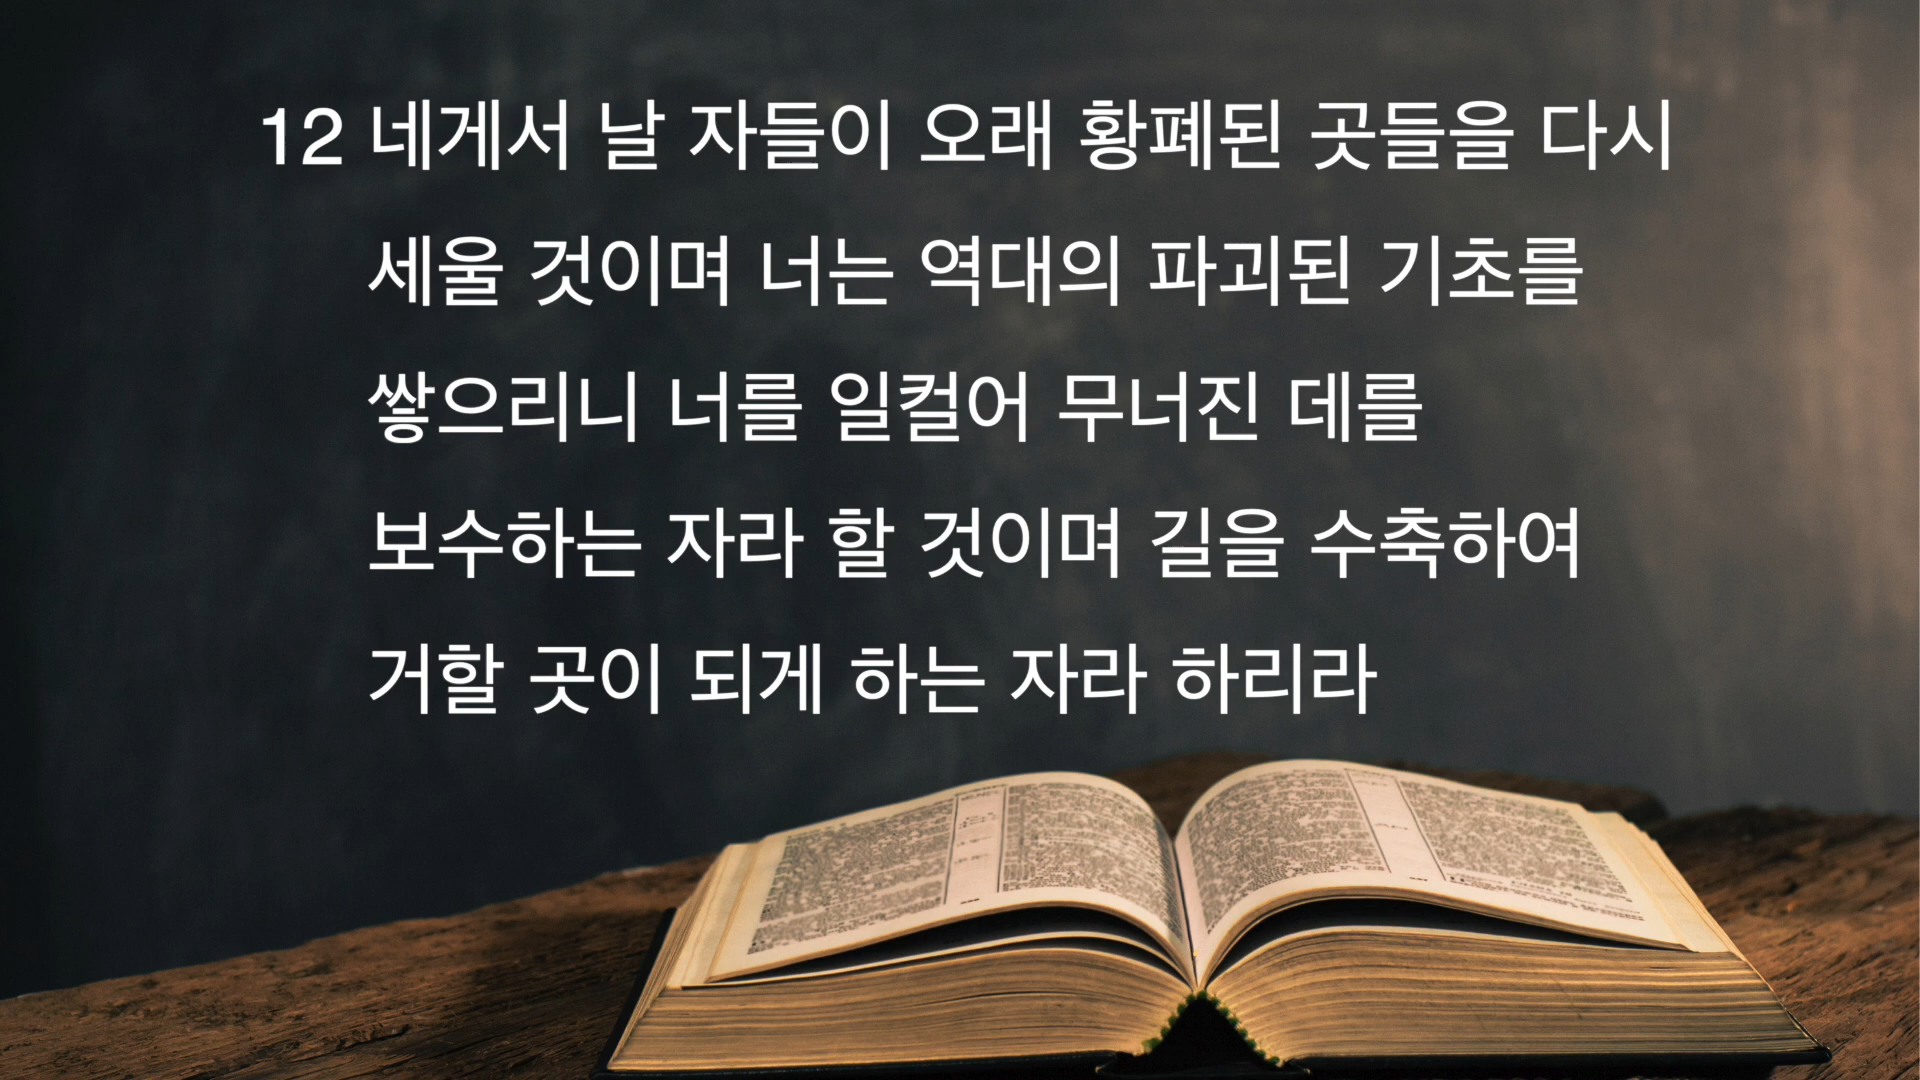 12 네게서 날 자들이 오래 황폐된 곳들을 다시
세울 것이며 너는 역대의 파괴된 기초를
쌓으리니 너를 일컬어 무너진 데를
보수하는 자라 할 것이며 길을 수축하여
거할 곳이 되게 하는 자라 하리라